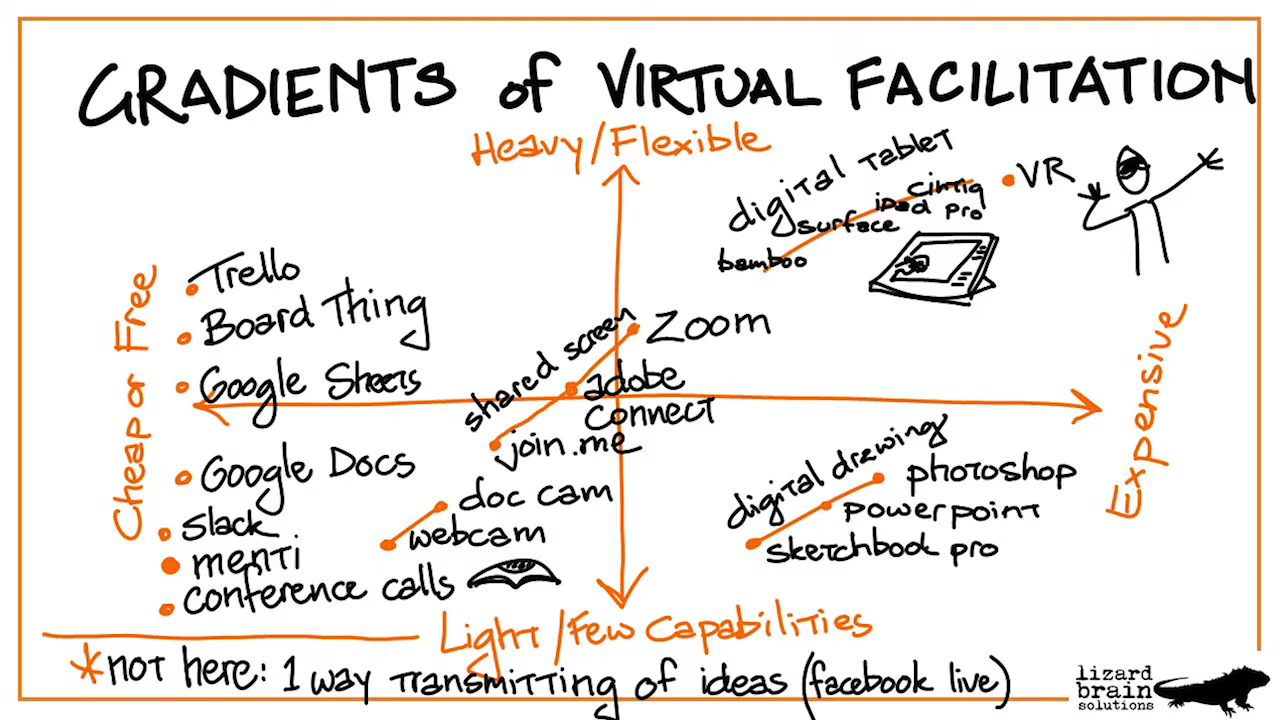 GRADIENTS of VIRTUAL FACILITATION
Heavy/Flexible
digital tablet
cintiq
ipad pro
surface
bamboo
VR
Cheap or Free
Trello
Board Thing
Google Sheets
Google Docs
slack
menti
conference calls
shared screen
Zoom
adobe
connect
join.me
doc cam
webcam
Expensive
digital drawing
photoshop
powerpoint
sketchbook pro
Light/Few Capabilities
*not here: 1 way transmitting of ideas (facebook live)
lizard
brain
solutions